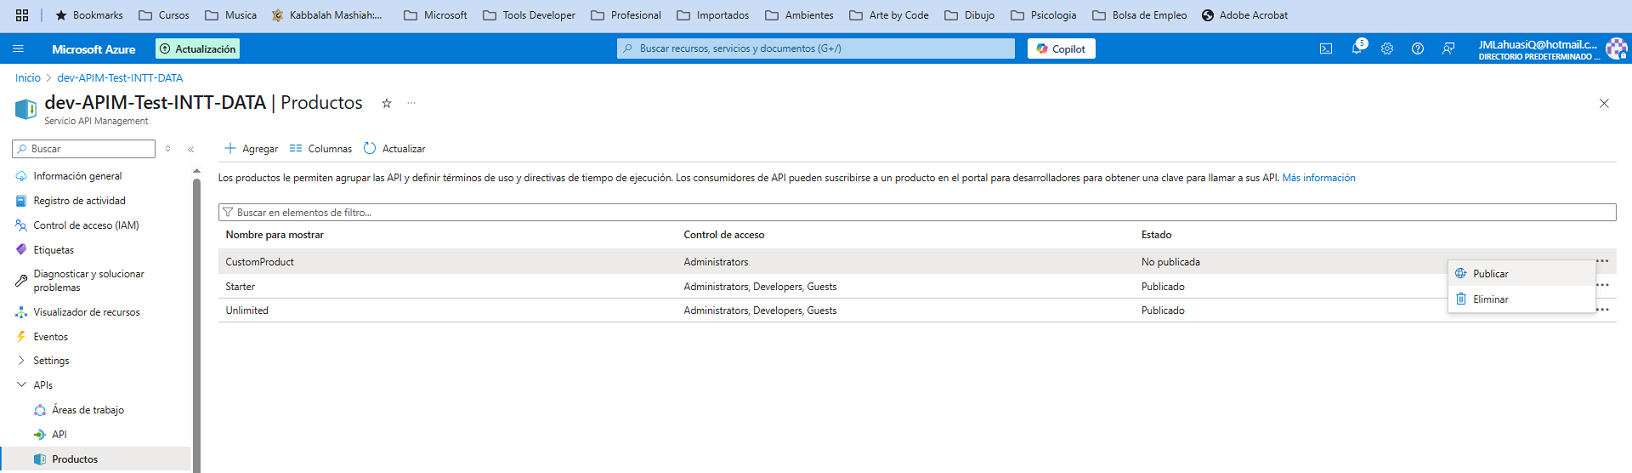 Bookmarks Cursos Musica Kabbalah Mashiah:... Microsoft Tools Developer Profesional Importados Ambientes Arte by Code Dibujo Psicologia Bolsa de Empleo Adobe Acrobat
Microsoft Azure Actualización Buscar recursos, servicios y documentos (G+/) Copilot 5 JMLahuasiQ@hotmail.c...
DIRECTORIO PREDETERMINADO ...
Inicio > dev-APIM-Test-INTT-DATA
dev-APIM-Test-INTT-DATA | Productos ...
Servicio API Management
Buscar
Agregar Columnas Actualizar
Información general
Registro de actividad
Control de acceso (IAM)
Etiquetas
Diagnosticar y solucionar
problemas
Visualizador de recursos
Eventos
Settings
APIs
Áreas de trabajo
API
Productos
Los productos le permiten agrupar las API y definir términos de uso y directivas de tiempo de ejecución. Los consumidores de API pueden suscribirse a un producto en el portal para desarrolladores para obtener una clave para llamar a sus API. Más información
Buscar en elementos de filtro...
Nombre para mostrar Control de acceso Estado
CustomProduct Administrators No publicada
Starter Administrators, Developers, Guests Publicado
Unlimited Administrators, Developers, Guests Publicado
Publicar
Eliminar